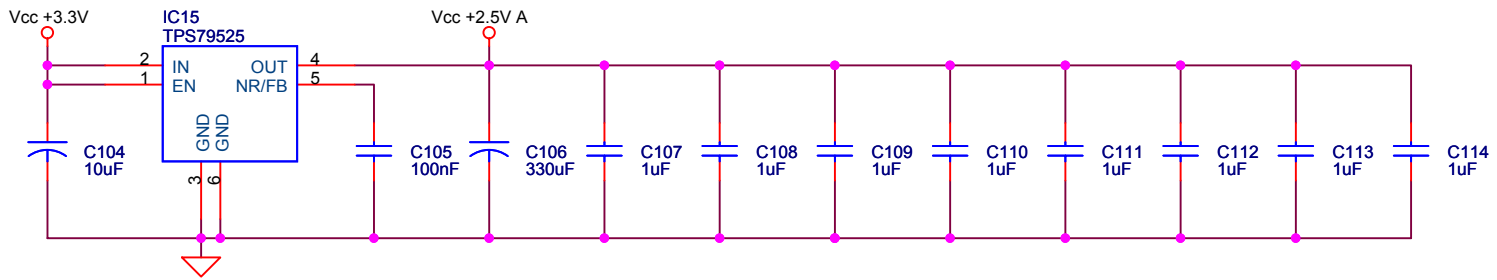 Vcc +3.3V
IC15
TPS79525
Vcc +2.5V A
2
IN
OUT
4
1
EN
NR/FB
5
GND
GND
3
6
C104
10uF
C105
100nF
C106
330uF
C107
1uF
C108
1uF
C109
1uF
C110
1uF
C111
1uF
C112
1uF
C113
1uF
C114
1uF